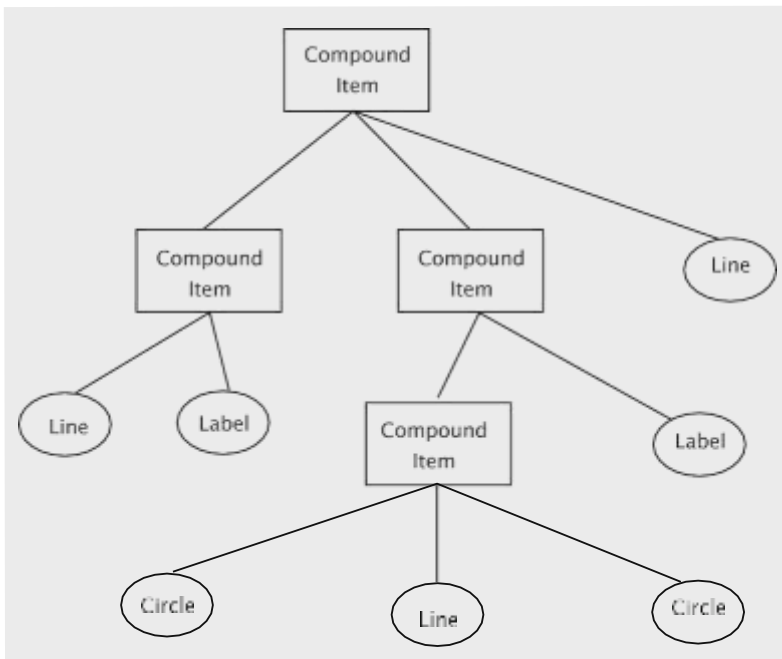 Compound
Item
Compound
Item
Compound
Item
Line
Line
Label
Compound
Item
Label
Circle
Line
Circle